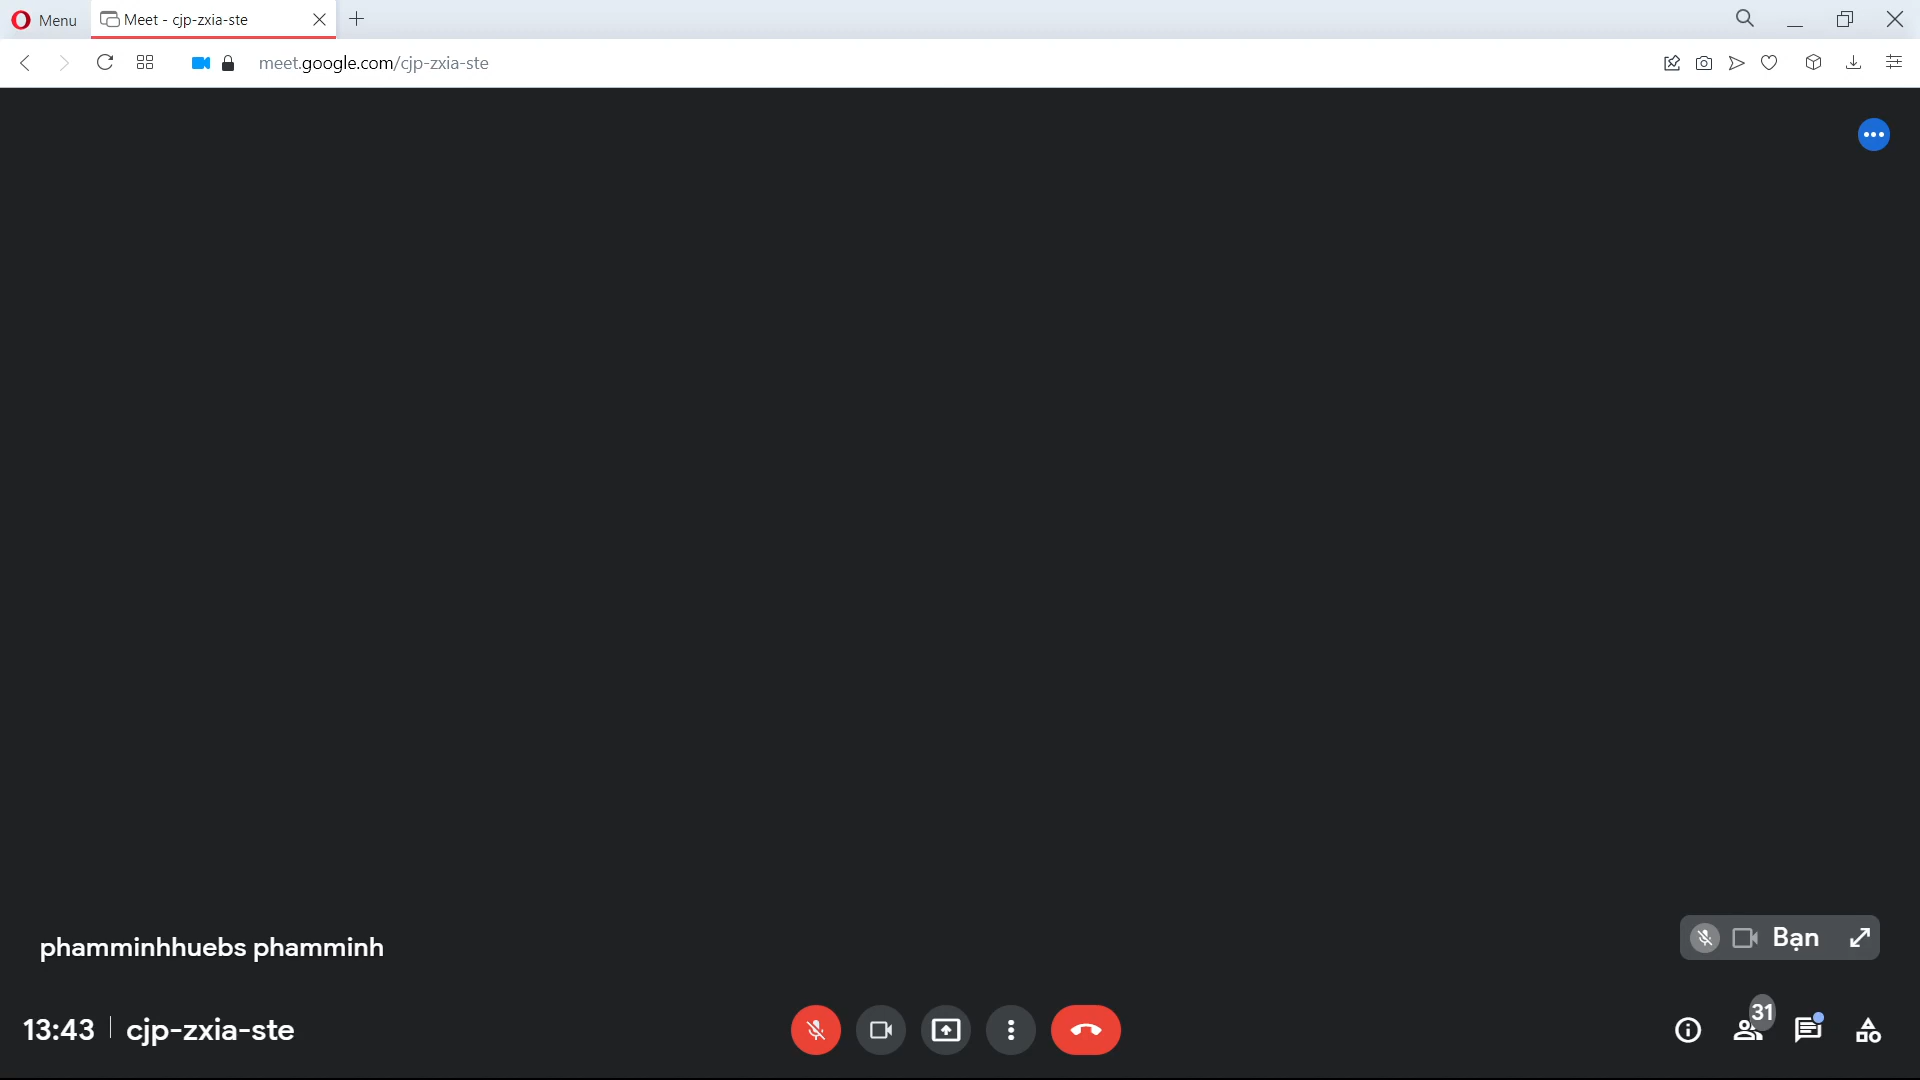 Menu
Meet - cjp-zxia-ste
meet.google.com/cjp-zxia-ste
phamminhhuebs phamminh
Bạn
13:43 | cjp-zxia-ste
31